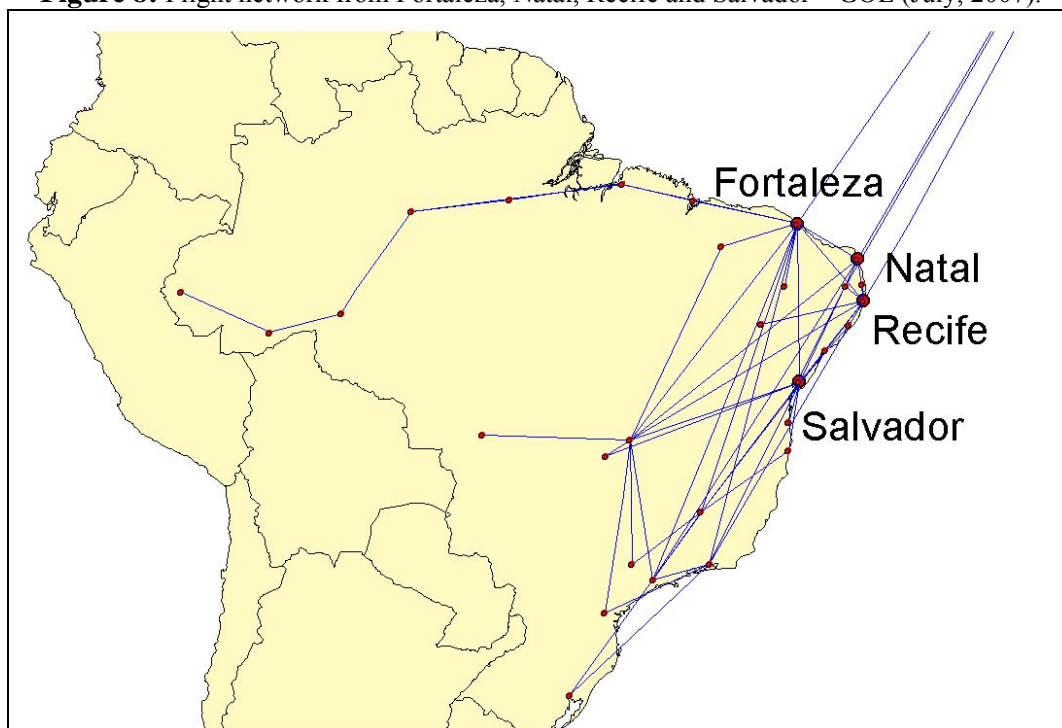 Figure 8: Flight network from Fortaleza, Natal, Recife and Salvador – GOL (July, 2007).
Fortaleza
Natal
Recife
Salvador